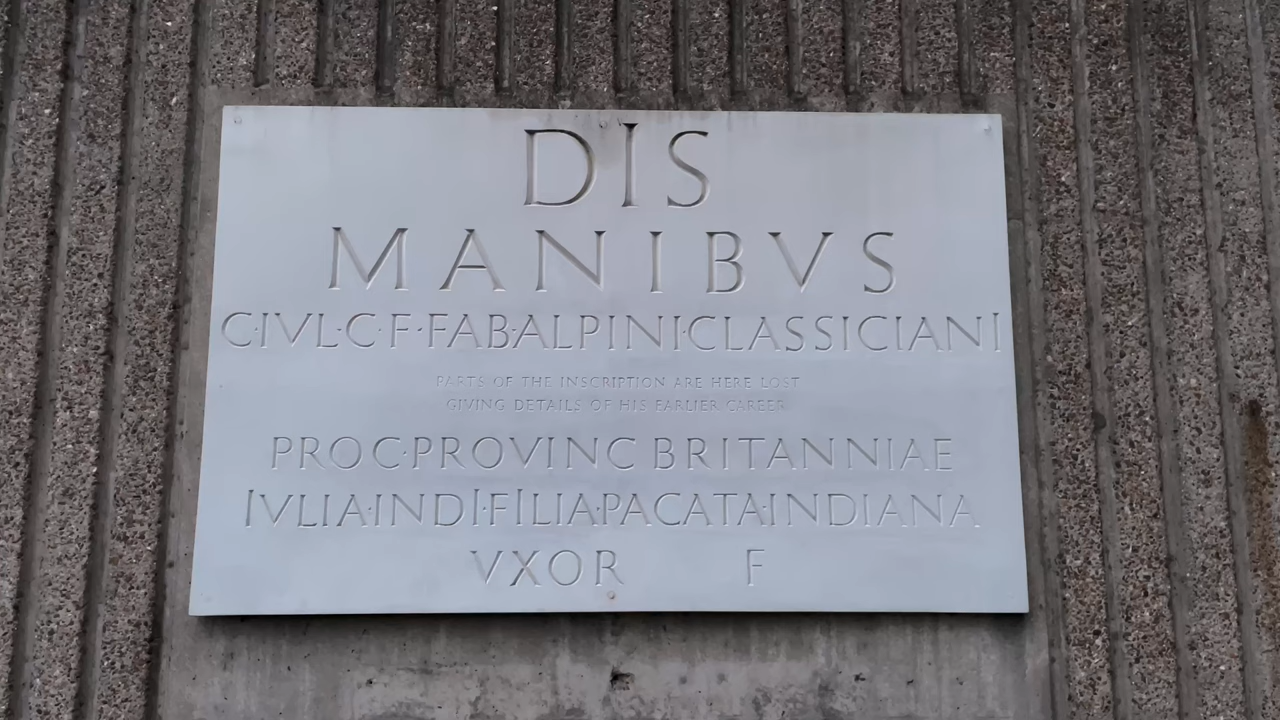 DIS
MANIBVS
C·IVL·C·F·FAB·ALPINI·CLASSICIANI
PARTS OF THE INSCRIPTION ARE HERE LOST
GIVING DETAILS OF HIS EARLIER CAREER
PROC·PROVINC BRITANNIAE
IVLIA·INDI·FILIA·PACATA·INDIANA
VXOR F